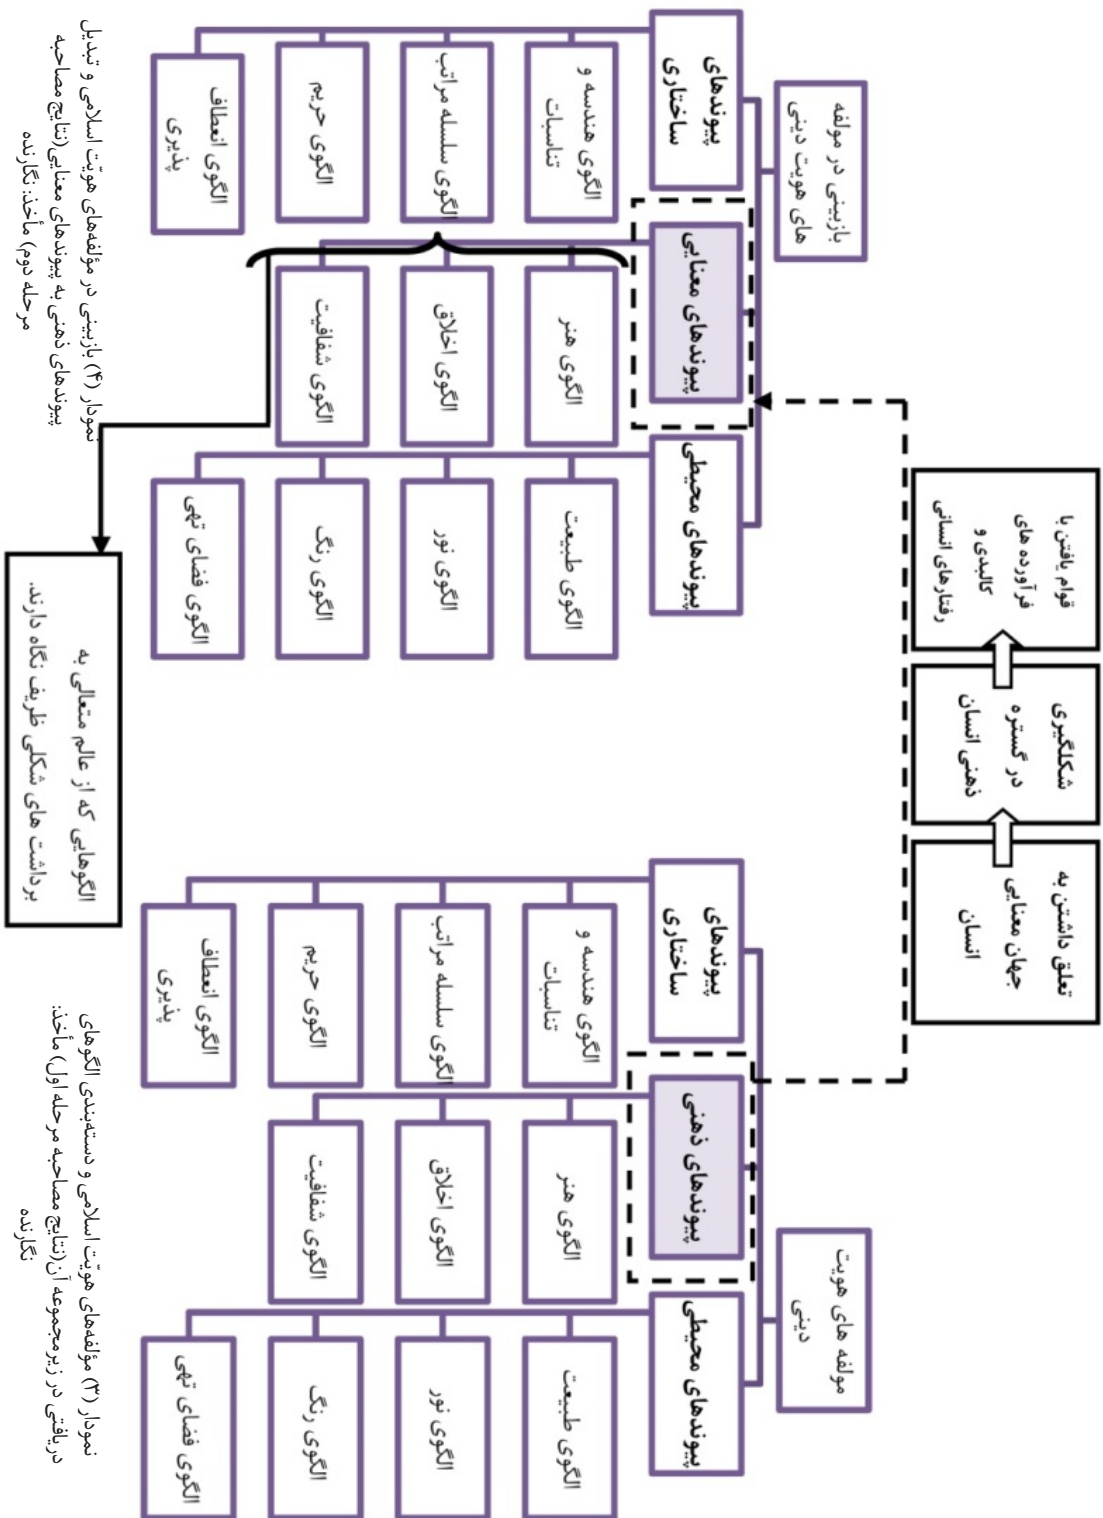 تعلق داشتن به
جهان معنایی
انسان
شکلگیری
در گستره
ذهنی انسان
قوام یافتن با
فرآورده های
کالبدی و
رفتارهای انسانی
مولفه های هویت
دینی
پیوندهای محیطی
الگوی طبیعت
الگوی نور
الگوی رنگ
الگوی فضای تهی
پیوندهای ذهنی
الگوی هنر
الگوی اخلاق
الگوی شفافیت
پیوندهای
ساختاری
الگوی هندسه و
تناسبات
الگوی سلسله مراتب
الگوی حریم
الگوی انعطاف
پذیری
نمودار (۳) مؤلفه‌های هویّت اسلامی و دسته‌بندی الگوهای
دریافتی در زیرمجموعه آن(نتایج مصاحبه مرحله اول) مأخذ:
نگارنده
بازبینی در مولفه
های هویت دینی
پیوندهای محیطی
الگوی طبیعت
الگوی نور
الگوی رنگ
الگوی فضای تهی
پیوندهای معنایی
الگوی هنر
الگوی اخلاق
الگوی شفافیت
پیوندهای
ساختاری
الگوی هندسه و
تناسبات
الگوی سلسله مراتب
الگوی حریم
الگوی انعطاف
پذیری
الگوهایی که از عالم متعالی به
برداشت های شکلی ظریف نگاه دارند.
نمودار (۴) بازبینی در مؤلفه‌های هویّت اسلامی و تبدیل
پیوندهای ذهنی به پیوندهای معنایی(نتایج مصاحبه
مرحله دوم) مأخذ: نگارنده